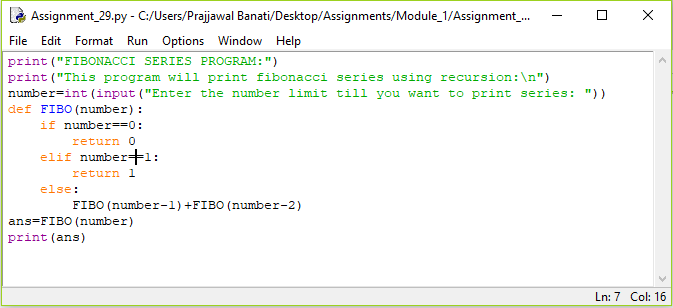 Assignment_29.py - C:/Users/Prajjawal Banati/Desktop/Assignments/Module_1/Assignment_...
File Edit Format Run Options Window Help
print("FIBONACCI SERIES PROGRAM:")
print("This program will print fibonacci series using recursion:\n")
number=int(input("Enter the number limit till you want to print series: "))
def FIBO(number):
    if number==0:
        return 0
    elif number==1:
        return 1
    else:
        FIBO(number-1)+FIBO(number-2)
ans=FIBO(number)
print(ans)
Ln: 7 Col: 16